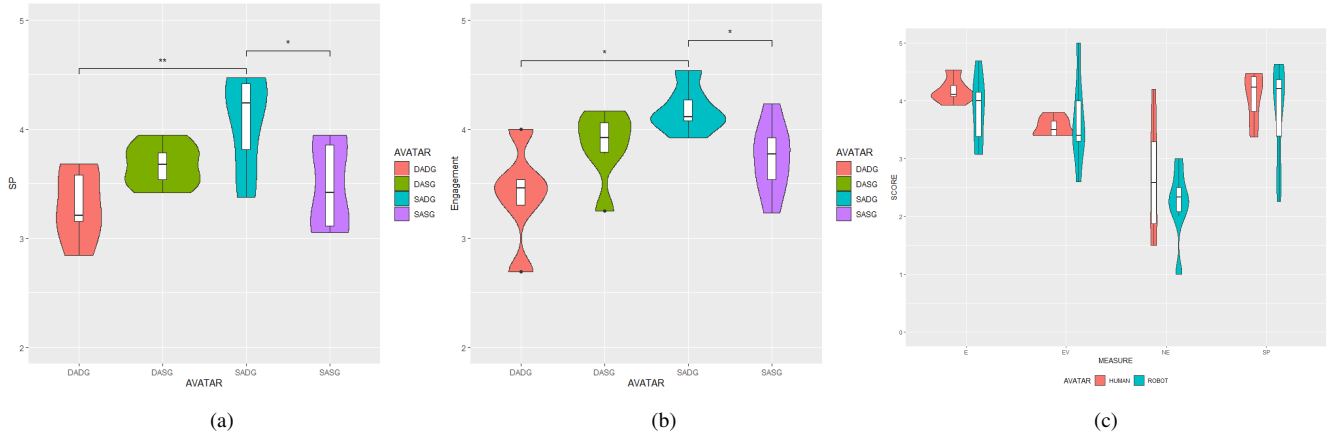 5
4
3
2
SP
**
*
DADG
DASG
SADG
SASG
AVATAR
AVATAR
DADG
DASG
SADG
SASG
(a)
5
4
3
2
Engagement
*
*
DADG
DASG
SADG
SASG
AVATAR
AVATAR
DADG
DASG
SADG
SASG
(b)
5
4
3
2
1
0
SCORE
E
EV
NE
SP
MEASURE
AVATAR HUMAN ROBOT
(c)